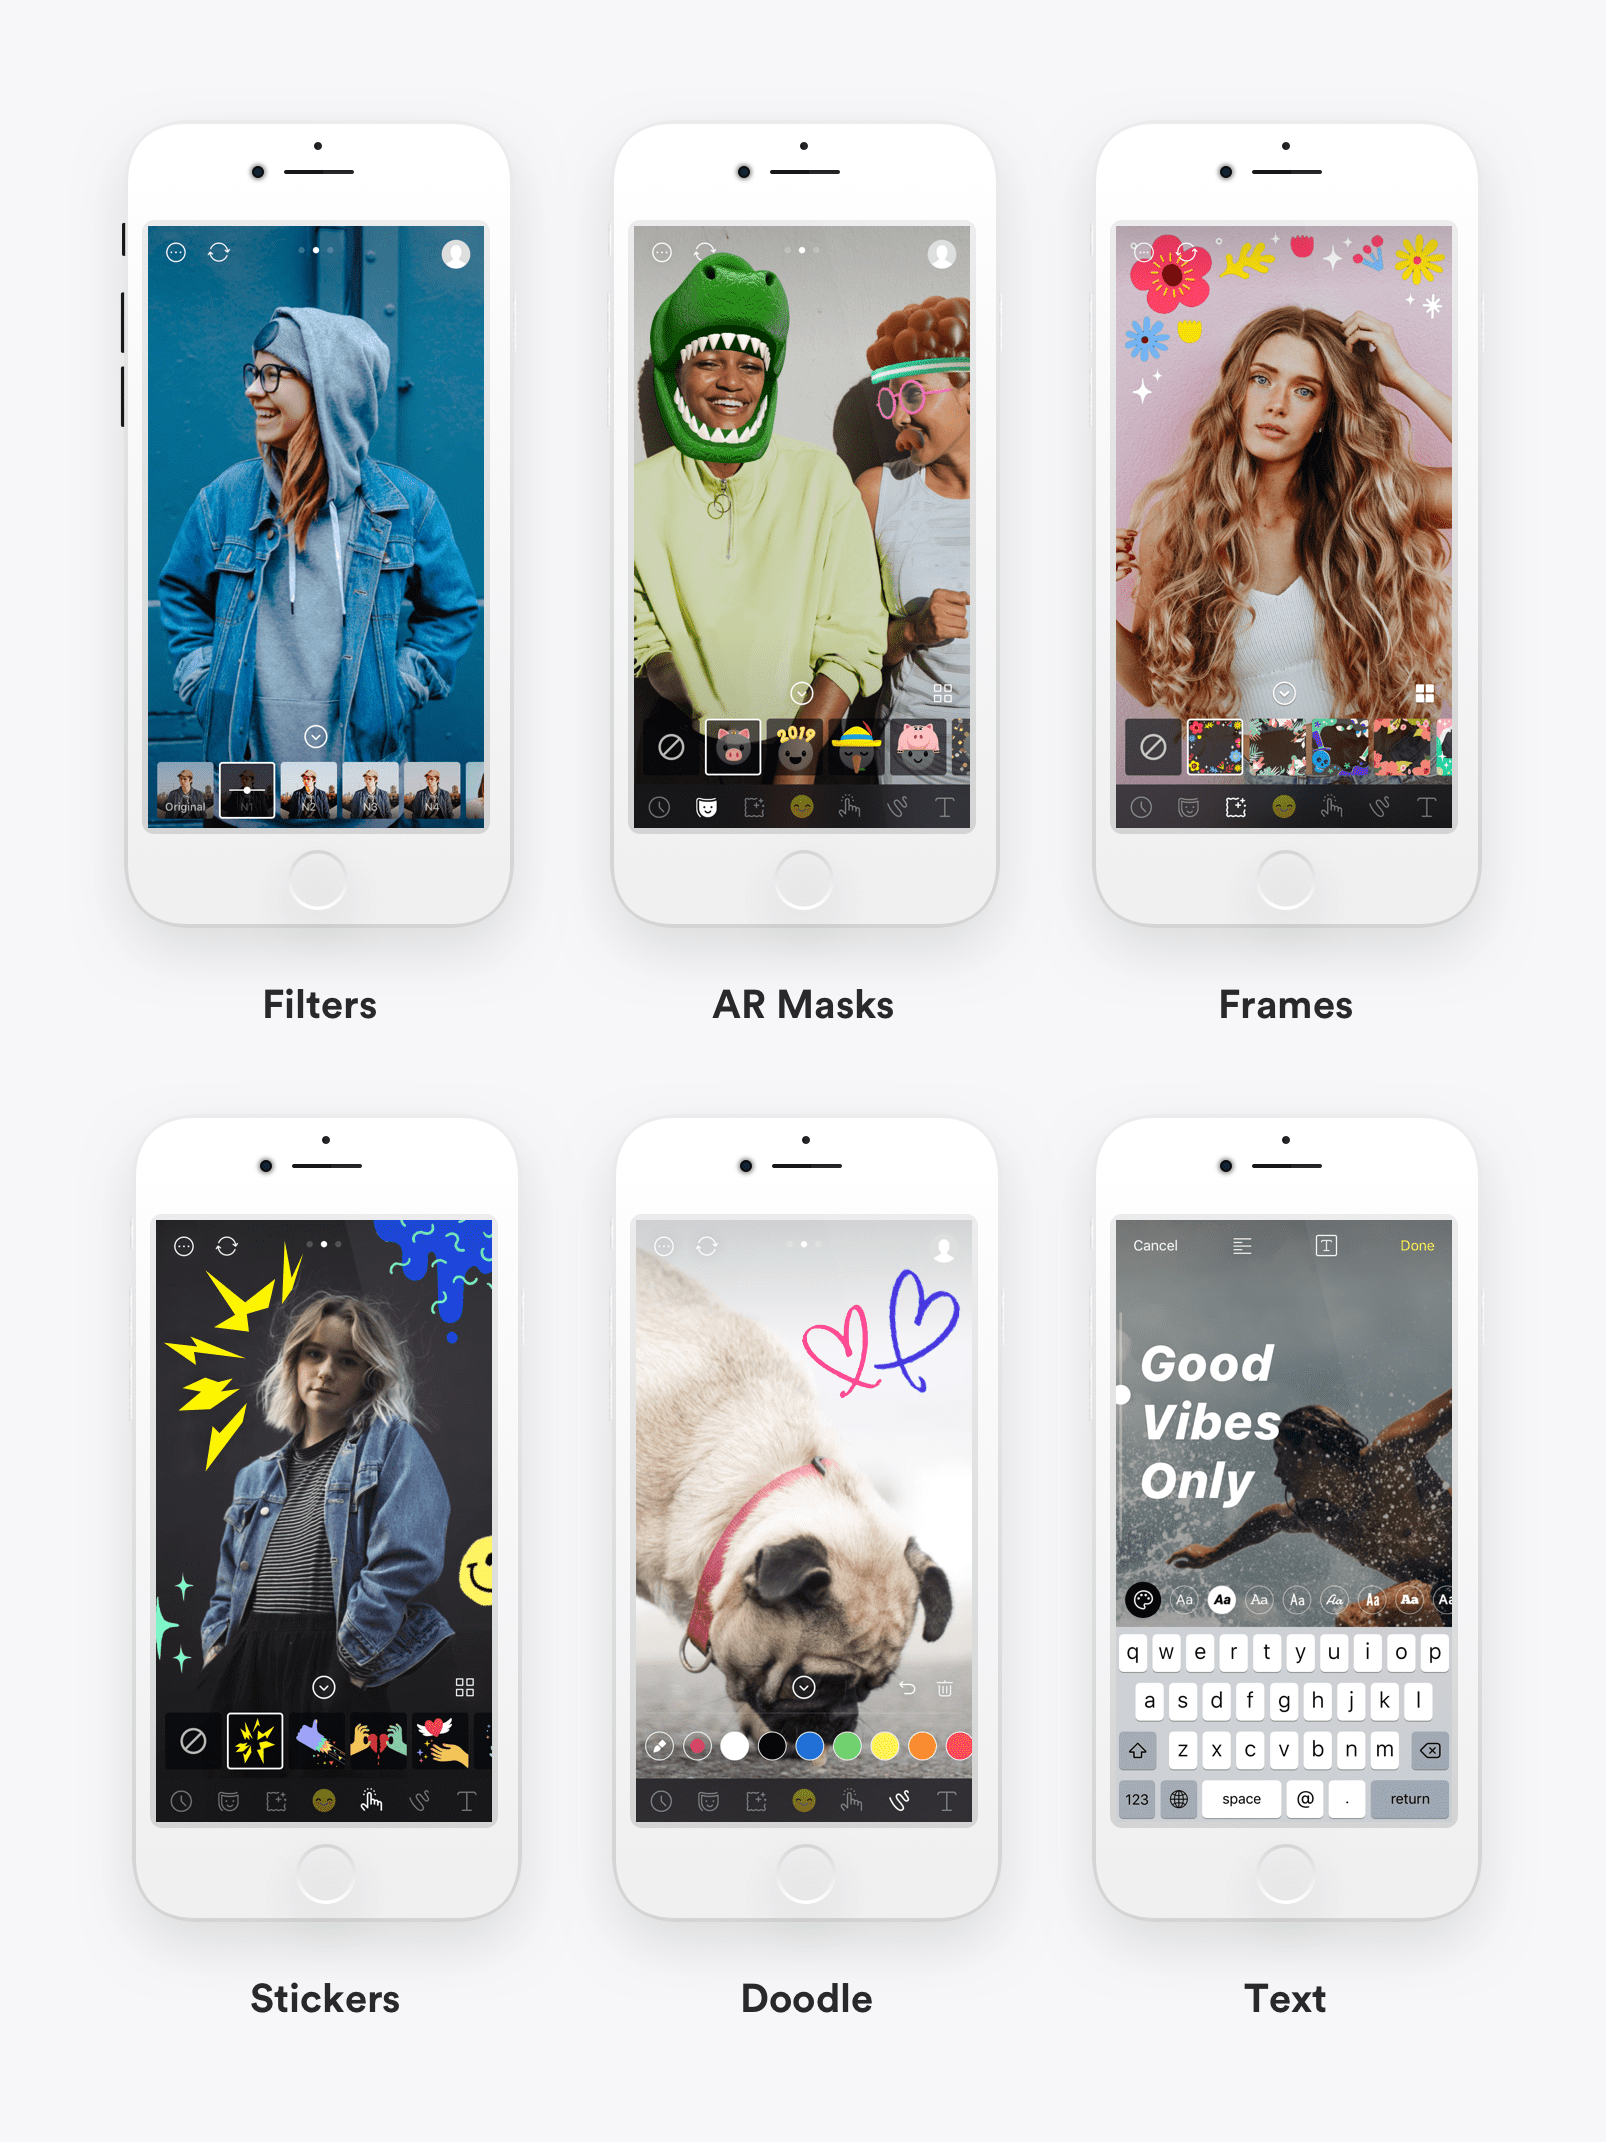 Original
N1
N2
N3
N4
2019
Filters
AR Masks
Frames
T
T
T
T
Cancel
T
Done
Good
Vibes
Only
Aa Aa Aa Aa Aa Aa Aa Aa
q w e r t y u i o p
a s d f g h j k l
z x c v b n m
123 space @ . return
Stickers
Doodle
Text